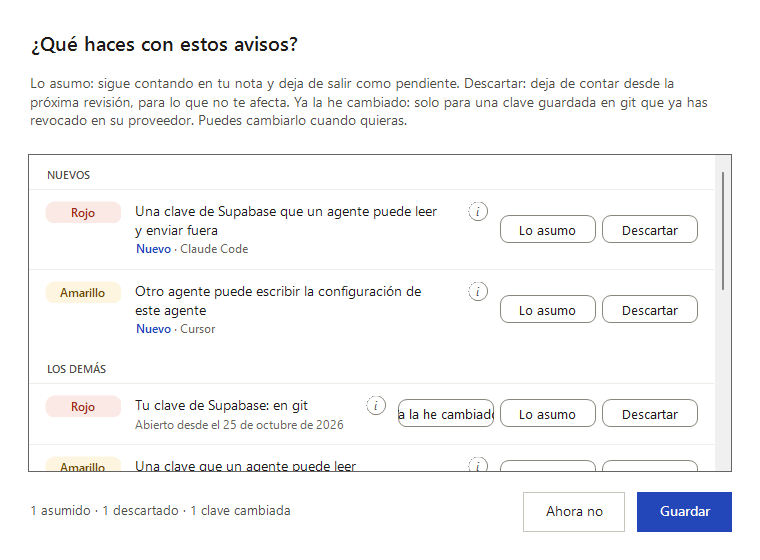 ¿Qué haces con estos avisos?
Lo asumo: sigue contando en tu nota y deja de salir como pendiente. Descartar: deja de contar desde la
próxima revisión, para lo que no te afecta. Ya la he cambiado: solo para una clave guardada en git que ya has
revocado en su proveedor. Puedes cambiarlo cuando quieras.
NUEVOS
Rojo
Una clave de Supabase que un agente puede leer
y enviar fuera
Nuevo · Claude Code
i
Lo asumo
Descartar
Amarillo
Otro agente puede escribir la configuración de
este agente
Nuevo · Cursor
i
Lo asumo
Descartar
LOS DEMÁS
Rojo
Tu clave de Supabase: en git
Abierto desde el 25 de octubre de 2026
i
a la he cambiado
Lo asumo
Descartar
Amarillo
Una clave que un agente puede leer
i
1 asumido · 1 descartado · 1 clave cambiada
Ahora no
Guardar